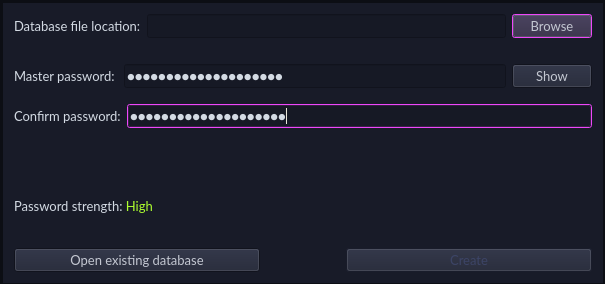 Database file location: Browse
Master password: ●●●●●●●●●●●●●●●●●●●● Show
Confirm password: ●●●●●●●●●●●●●●●●●●●●
Password strength: High
Open existing database Create